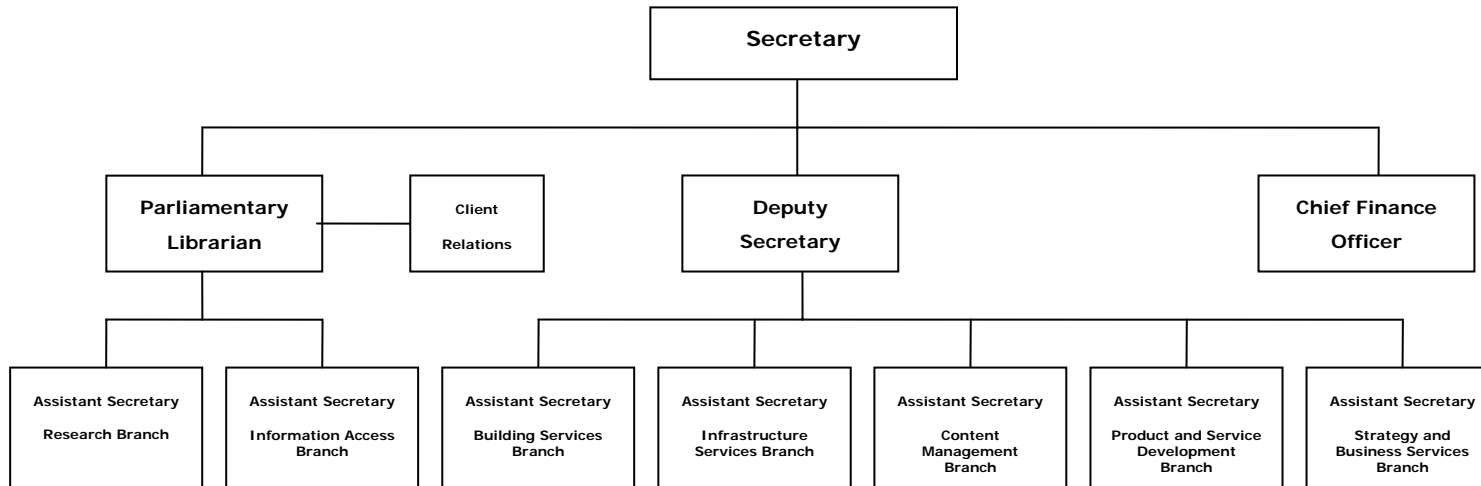 Secretary
Parliamentary
Librarian
Client
Relations
Deputy
Secretary
Chief Finance
Officer
Assistant Secretary
Research Branch
Assistant Secretary
Information Access
Branch
Assistant Secretary
Building Services
Branch
Assistant Secretary
Infrastructure
Services Branch
Assistant Secretary
Content
Management
Branch
Assistant Secretary
Product and Service
Development
Branch
Assistant Secretary
Strategy and
Business Services
Branch